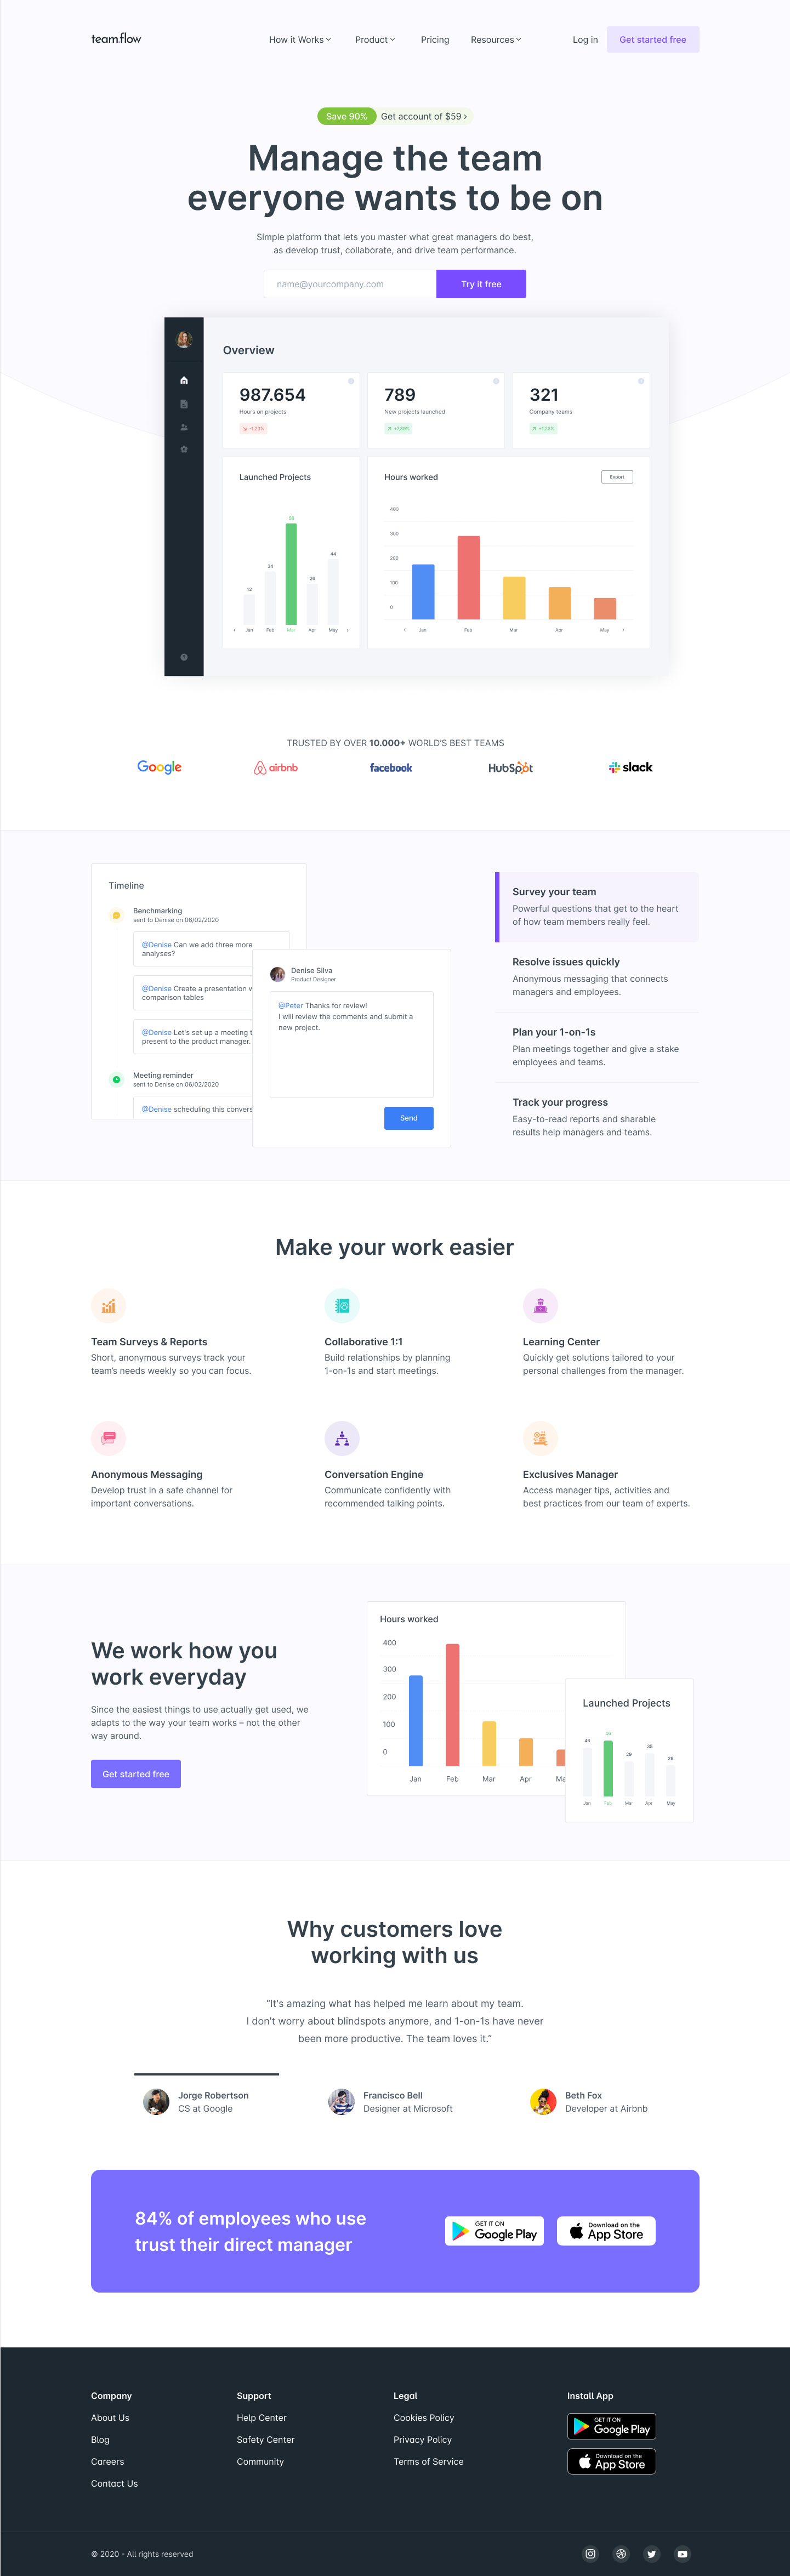 team.flow
How it Works
Product
Pricing
Resources
Log in
Get started free
Save 90%
Get account of $59 ›
Manage the team
everyone wants to be on
Simple platform that lets you master what great managers do best,
as develop trust, collaborate, and drive team performance.
name@yourcompany.com
Try it free
Overview
987.654
Hours on projects
-1,23%
789
New projects launched
+7,89%
321
Company teams
+1,23%
Launched Projects
12
34
26
44
Jan
Feb
Mar
Apr
May
Hours worked
Export
400
300
200
100
0
Jan
Feb
Mar
Apr
May
TRUSTED BY OVER 10.000+ WORLD'S BEST TEAMS
Google
airbnb
facebook
HubSpot
slack
Timeline
Benchmarking
sent to Denise on 06/02/2020
@Denise Can we add three more
analyses?
@Denise Create a presentation w
comparison tables
@Denise Let's set up a meeting t
present to the product manager.
Meeting reminder
sent to Denise on 06/02/2020
@Denise scheduling this convers
Denise Silva
Product Designer
@Peter Thanks for review!
I will review the comments and submit a
new project.
Send
Survey your team
Powerful questions that get to the heart
of how team members really feel.
Resolve issues quickly
Anonymous messaging that connects
managers and employees.
Plan your 1-on-1s
Plan meetings together and give a stake
employees and teams.
Track your progress
Easy-to-read reports and sharable
results help managers and teams.
Make your work easier
Team Surveys & Reports
Short, anonymous surveys track your
team's needs weekly so you can focus.
Collaborative 1:1
Build relationships by planning
1-on-1s and start meetings.
Learning Center
Quickly get solutions tailored to your
personal challenges from the manager.
Anonymous Messaging
Develop trust in a safe channel for
important conversations.
Conversation Engine
Communicate confidently with
recommended talking points.
Exclusives Manager
Access manager tips, activities and
best practices from our team of experts.
We work how you
work everyday
Since the easiest things to use actually get used, we
adapts to the way your team works – not the other
way around.
Get started free
Hours worked
400
300
200
100
0
Jan
Feb
Mar
Apr
Ma
Launched Projects
46
29
35
26
Jan
Feb
Mar
Apr
May
Why customers love
working with us
“It's amazing what has helped me learn about my team.
I don't worry about blindspots anymore, and 1-on-1s have never
been more productive. The team loves it.”
Jorge Robertson
CS at Google
Francisco Bell
Designer at Microsoft
Beth Fox
Developer at Airbnb
84% of employees who use
trust their direct manager
GET IT ON
Google Play
Download on the
App Store
Company
About Us
Blog
Careers
Contact Us
Support
Help Center
Safety Center
Community
Legal
Cookies Policy
Privacy Policy
Terms of Service
Install App
GET IT ON
Google Play
Download on the
App Store
© 2020 - All rights reserved